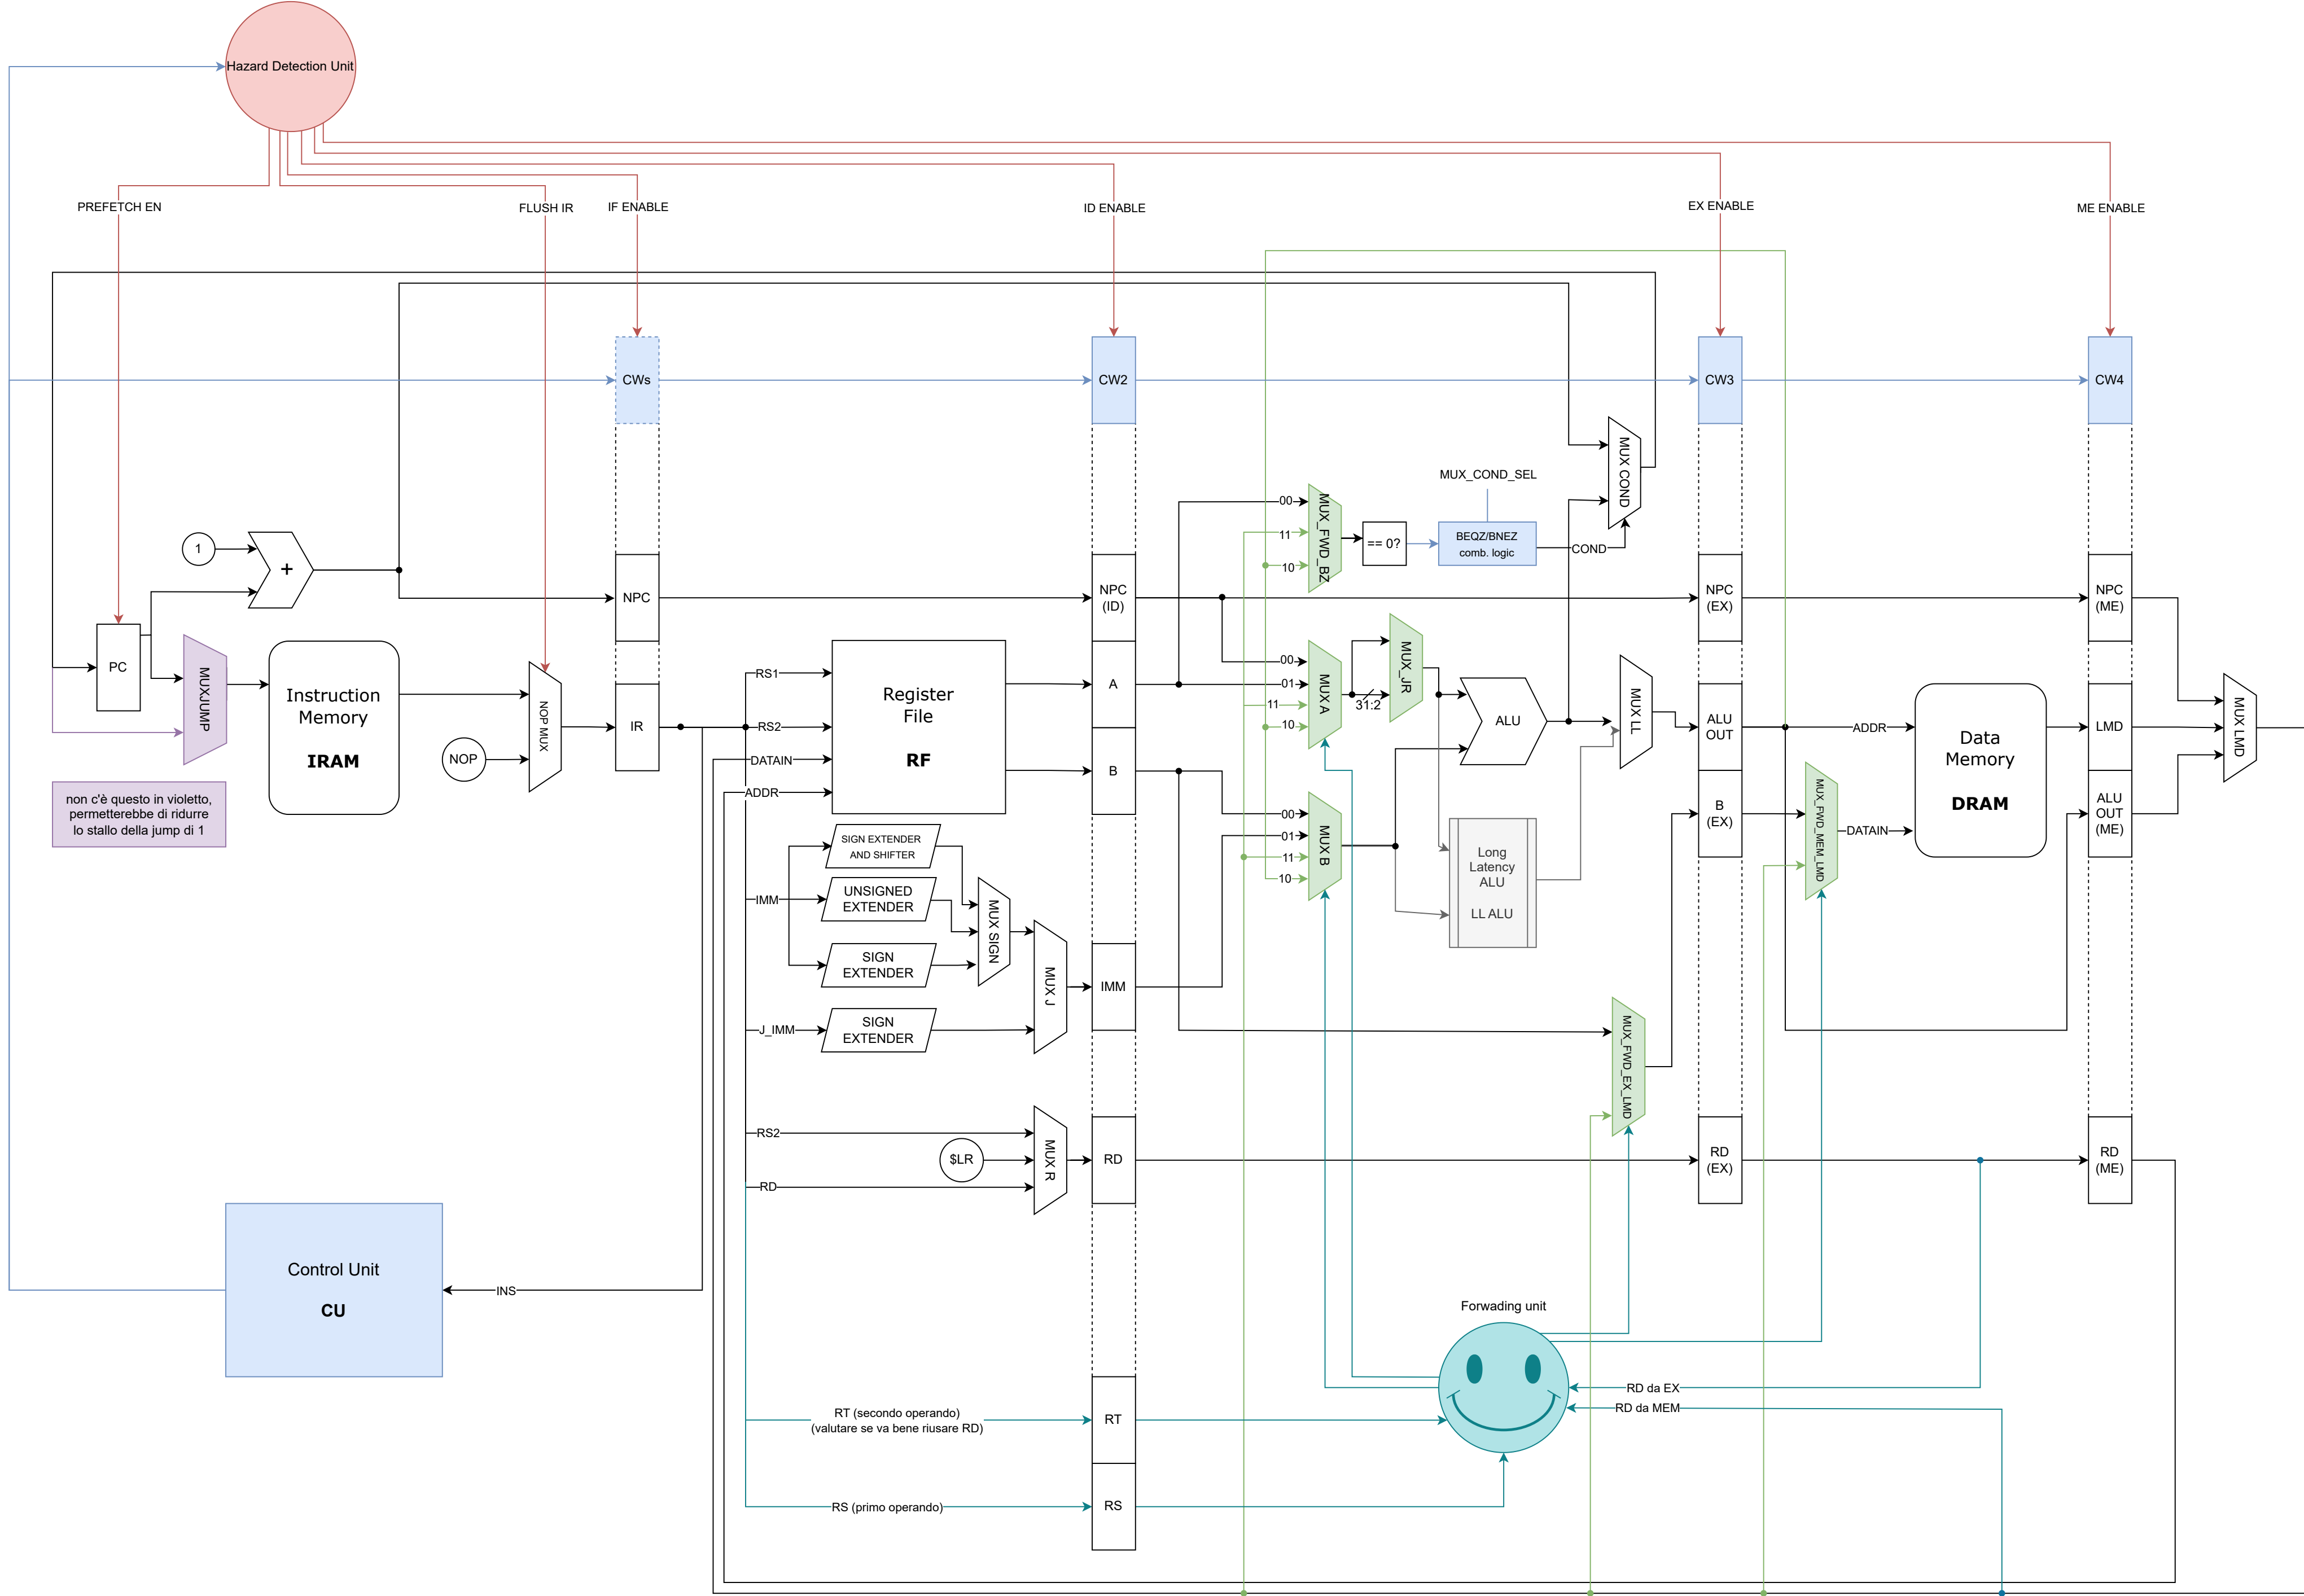 Hazard Detection Unit
PREFETCH EN
FLUSH IR
IF ENABLE
ID ENABLE
EX ENABLE
ME ENABLE
CWs
CW2
CW3
CW4
MUX COND
MUX_COND_SEL
00
11
10
MUX_FWD_BZ
== 0?
BEQZ/BNEZ
comb. logic
COND
1
+
NPC
NPC
(ID)
NPC
(EX)
NPC
(ME)
PC
MUXJUMP
Instruction
Memory
IRAM
NOP
NOP MUX
IR
RS1
RS2
DATAIN
ADDR
Register
File
RF
A
B
00
01
11
10
MUX A
MUX_JR
31:2
ALU
MUX LL
ALU
OUT
B
(EX)
ADDR
MUX_FWD_MEM_LMD
DATAIN
Data
Memory
DRAM
LMD
ALU
OUT
(ME)
MUX LMD
non c'è questo in violetto,
permetterebbe di ridurre
lo stallo della jump di 1
00
01
11
10
MUX B
Long
Latency
ALU
LL ALU
SIGN EXTENDER
AND SHIFTER
IMM
UNSIGNED
EXTENDER
SIGN
EXTENDER
MUX SIGN
J_IMM
SIGN
EXTENDER
MUX J
IMM
MUX_FWD_EX_LMD
RS2
$LR
RD
MUX R
RD
RD
(EX)
RD
(ME)
Control Unit
CU
INS
Forwading unit
RD da EX
RD da MEM
RT (secondo operando)
(valutare se va bene riusare RD)
RT
RS (primo operando)
RS